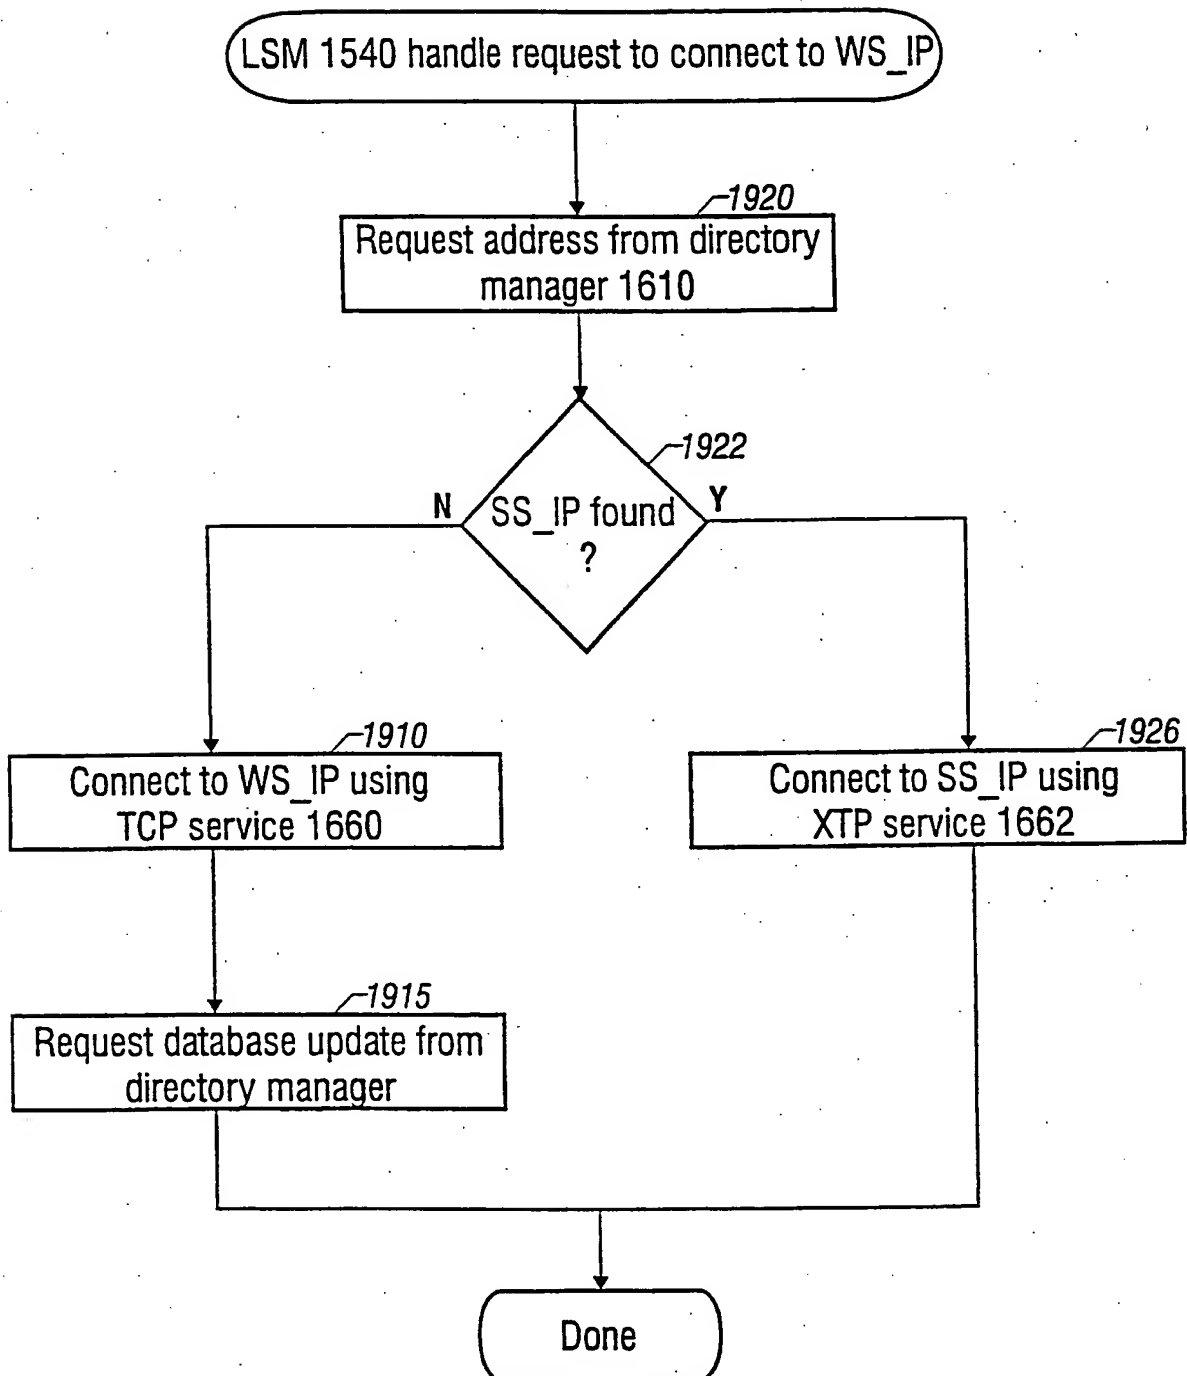 LSM 1540 handle request to connect to WS_IP
1920
Request address from directory
manager 1610
1922
N
SS_IP found
?
Y
1910
Connect to WS_IP using
TCP service 1660
1926
Connect to SS_IP using
XTP service 1662
1915
Request database update from
directory manager
Done